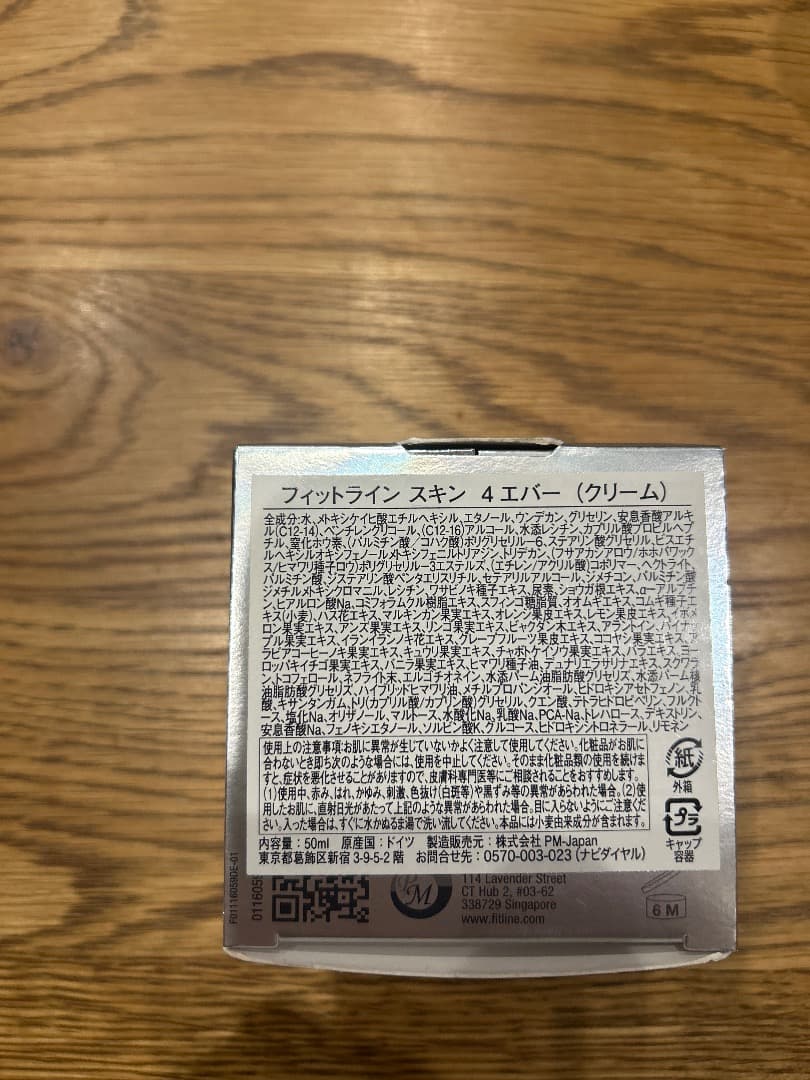 フィットライン スキン 4エバー (クリーム)
全成分:水、メトキシケイヒ酸エチルヘキシル、エタノール、ウンデカン、グリセリン、安息香酸アルキ
ル(C12-14)、ペンチレングリコール、(C12-16)アルコール、水添レシチン、カプリル酸プロピルヘプ
チル、窒化ホウ素、(パルミチン酸/コハク酸)ポリグリセリル-6、ステアリン酸グリセリル、ビスエチ
ルヘキシルオキシフェノールメトキシフェニルトリアジン、トリデカン、(フサアカシアロウ/ホホバワック
ス/ヒマワリ種子ロウ)ポリグリセリル-3エステルズ、(エチレン/アクリル酸)コポリマー、ヘクトライト、
パルミチン酸、ジステアリン酸ペンタエリスリチル、セテアリルアルコール、ジメチコン、パルミチン酸
ジメチルメトキシクロマニル、レシチン、ワサビノキ種子エキス、尿素、ショウガ根エキス、α-アルブチ
ン、ヒアルロン酸Na、コミフォラムクル樹脂エキス、スフィンゴ糖脂質、オオムギエキス、コムギ種子エ
キス(小麦)、ハス花エキス、マルキンカン果実エキス、オレンジ果皮エキス、レモン果皮エキス、
ロン果実エキス、アンズ果実エキス、リンゴ果実エキス、ビャクダン木エキス、アラントイン、
プル果実エキス、イランイランノキ花エキス、グレープフルーツ果皮エキス、ココヤシ果実エキス、ア
ラビアコーヒーノキ果実エキス、キュウリ果実エキス、チャボトケイソウ果実エキス、バラエキス、ヨー
ロッパキイチゴ果実エキス、バニラ果実エキス、ヒマワリ種子油、デュナリエラサリナエキス、スクワラ
ン、トコフェロール、ネフライト末、エルゴチオネイン、水添パーム油脂肪酸グリセリズ、水添パーム核
油脂肪酸グリセリズ、ハイブリッドヒマワリ油、メチルプロパンジオール、ヒドロキシアセトフェノン、乳
酸、キサンタンガム、トリ(カプリル酸/カプリン酸)グリセリル、クエン酸、テトラヒドロピペリン、フルクト
ース、塩化Na、オリザノール、マルトース、水酸化Na、乳酸Na、PCA-Na、トレハロース、デキストリン、
安息香酸Na、フェノキシエタノール、ソルビン酸K、グルコース、ヒドロキシシトロネラール、リモネン
使用上の注意事項:お肌に異常が生じていないかよく注意して使用してください。化粧品がお肌に
合わないとき即ち次のような場合には、使用を中止してください。そのまま化粧品類の使用を続けま
すと、症状を悪化させることがありますので、皮膚科専門医等にご相談されることをおすすめします。
(1)使用中、赤み、はれ、かゆみ、刺激、色抜け(白斑等)や黒ずみ等の異常があらわれた場合。(2)使
用したお肌に、直射日光があたって上記のような異常があらわれた場合。目に入らないようにご注意くだ
さい。入った場合は、すぐに水かぬるま湯で洗い流してください。本品には小麦由来成分が含まれます。
紙
外箱
プラ
キャップ
容器
内容量:50ml 原産国:ドイツ 製造販売元:株式会社 PM-Japan
東京都葛飾区新宿3-9-5-2階 お問合せ先:0570-003-023(ナビダイヤル)
F01116059DE-01
PM
114 Lavender Street
CT Hub 2, #03-62
338729 Singapore
www.fitline.com
6 M